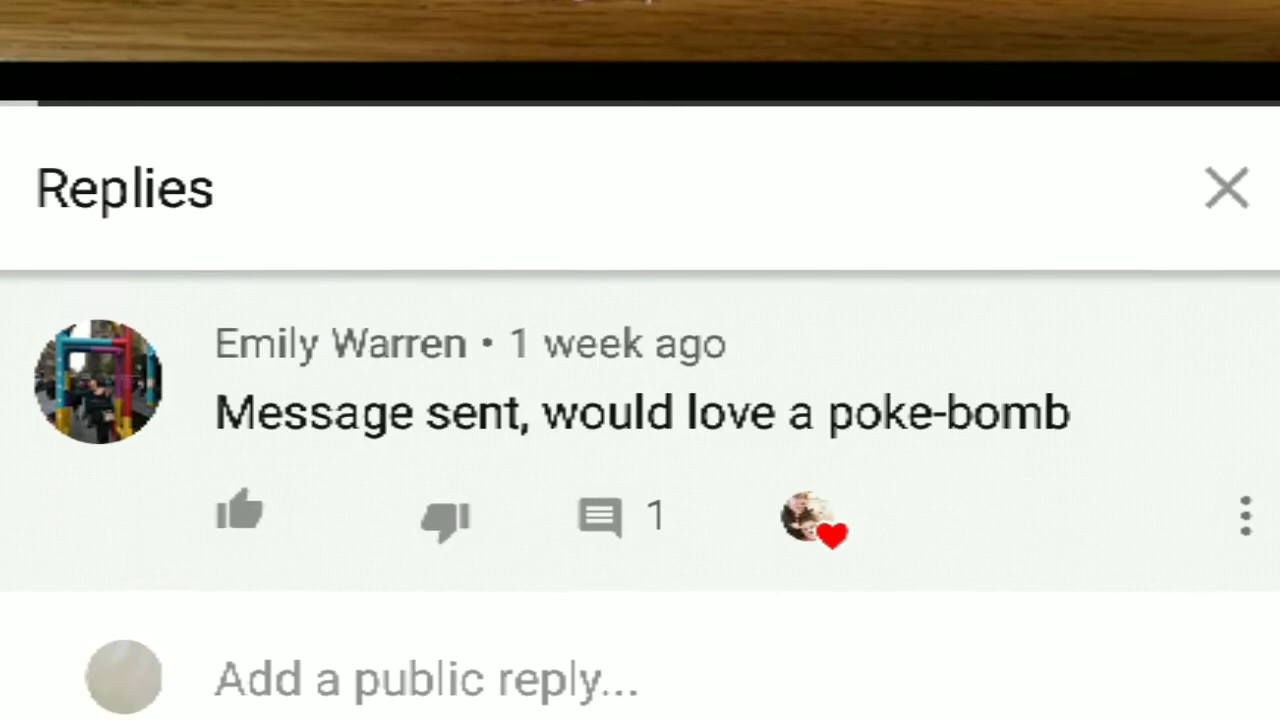 Replies
Emily Warren • 1 week ago
Message sent, would love a poke-bomb
1
Add a public reply...